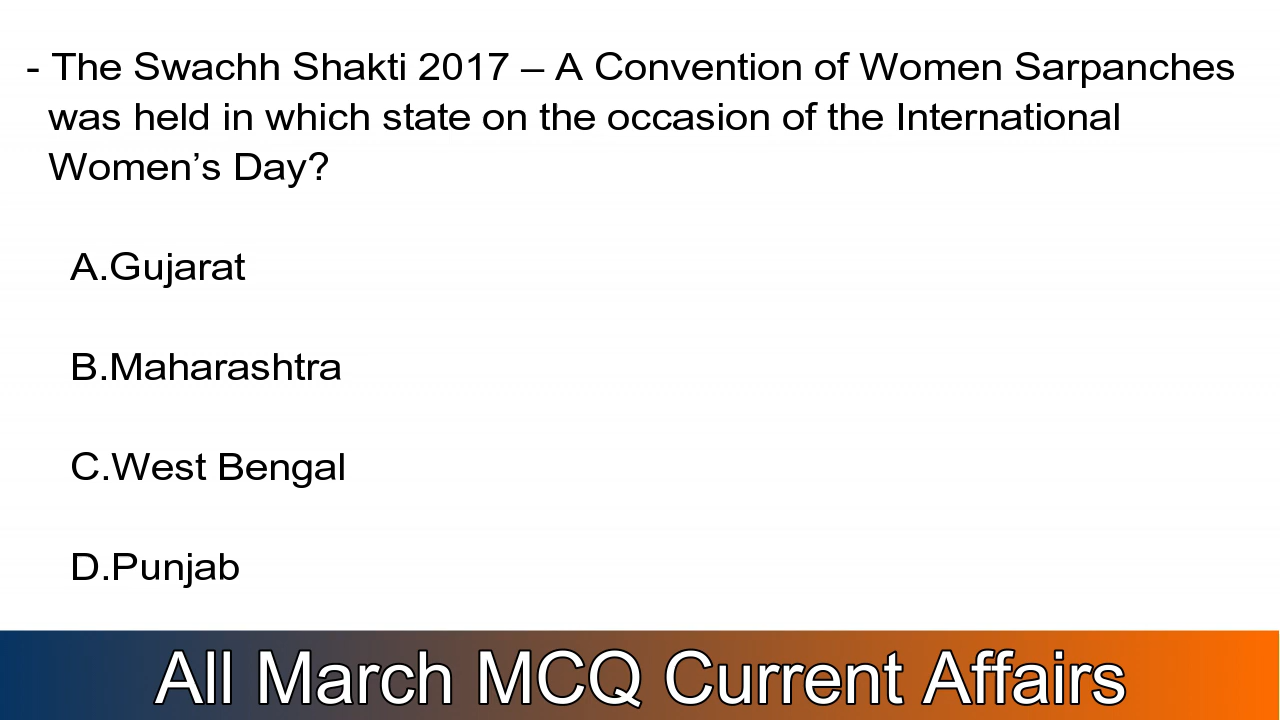 - The Swachh Shakti 2017 – A Convention of Women Sarpanches
was held in which state on the occasion of the International
Women’s Day?
A.Gujarat
B.Maharashtra
C.West Bengal
D.Punjab
All March MCQ Current Affairs